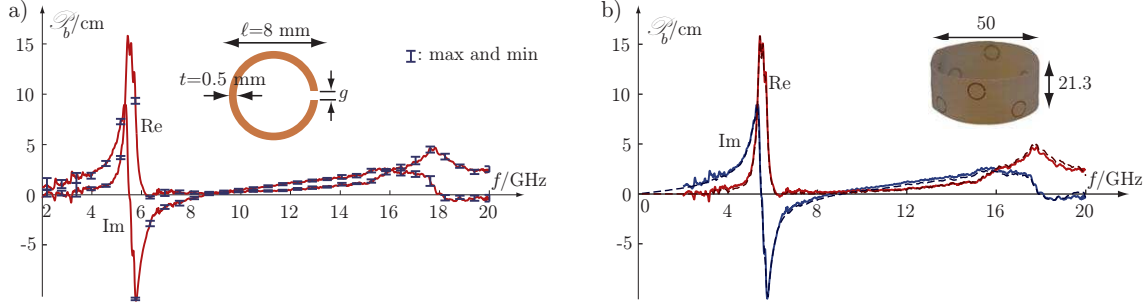 a)
𝒫b/cm
ℓ=8 mm
t=0.5 mm
g
: max and min
Re
Im
f/GHz
15
10
5
0
-5
2 4 6 8 10 12 14 16 18 20
b)
𝒫b/cm
50
21.3
Re
Im
f/GHz
15
10
5
0
-5
0 4 8 12 16 20